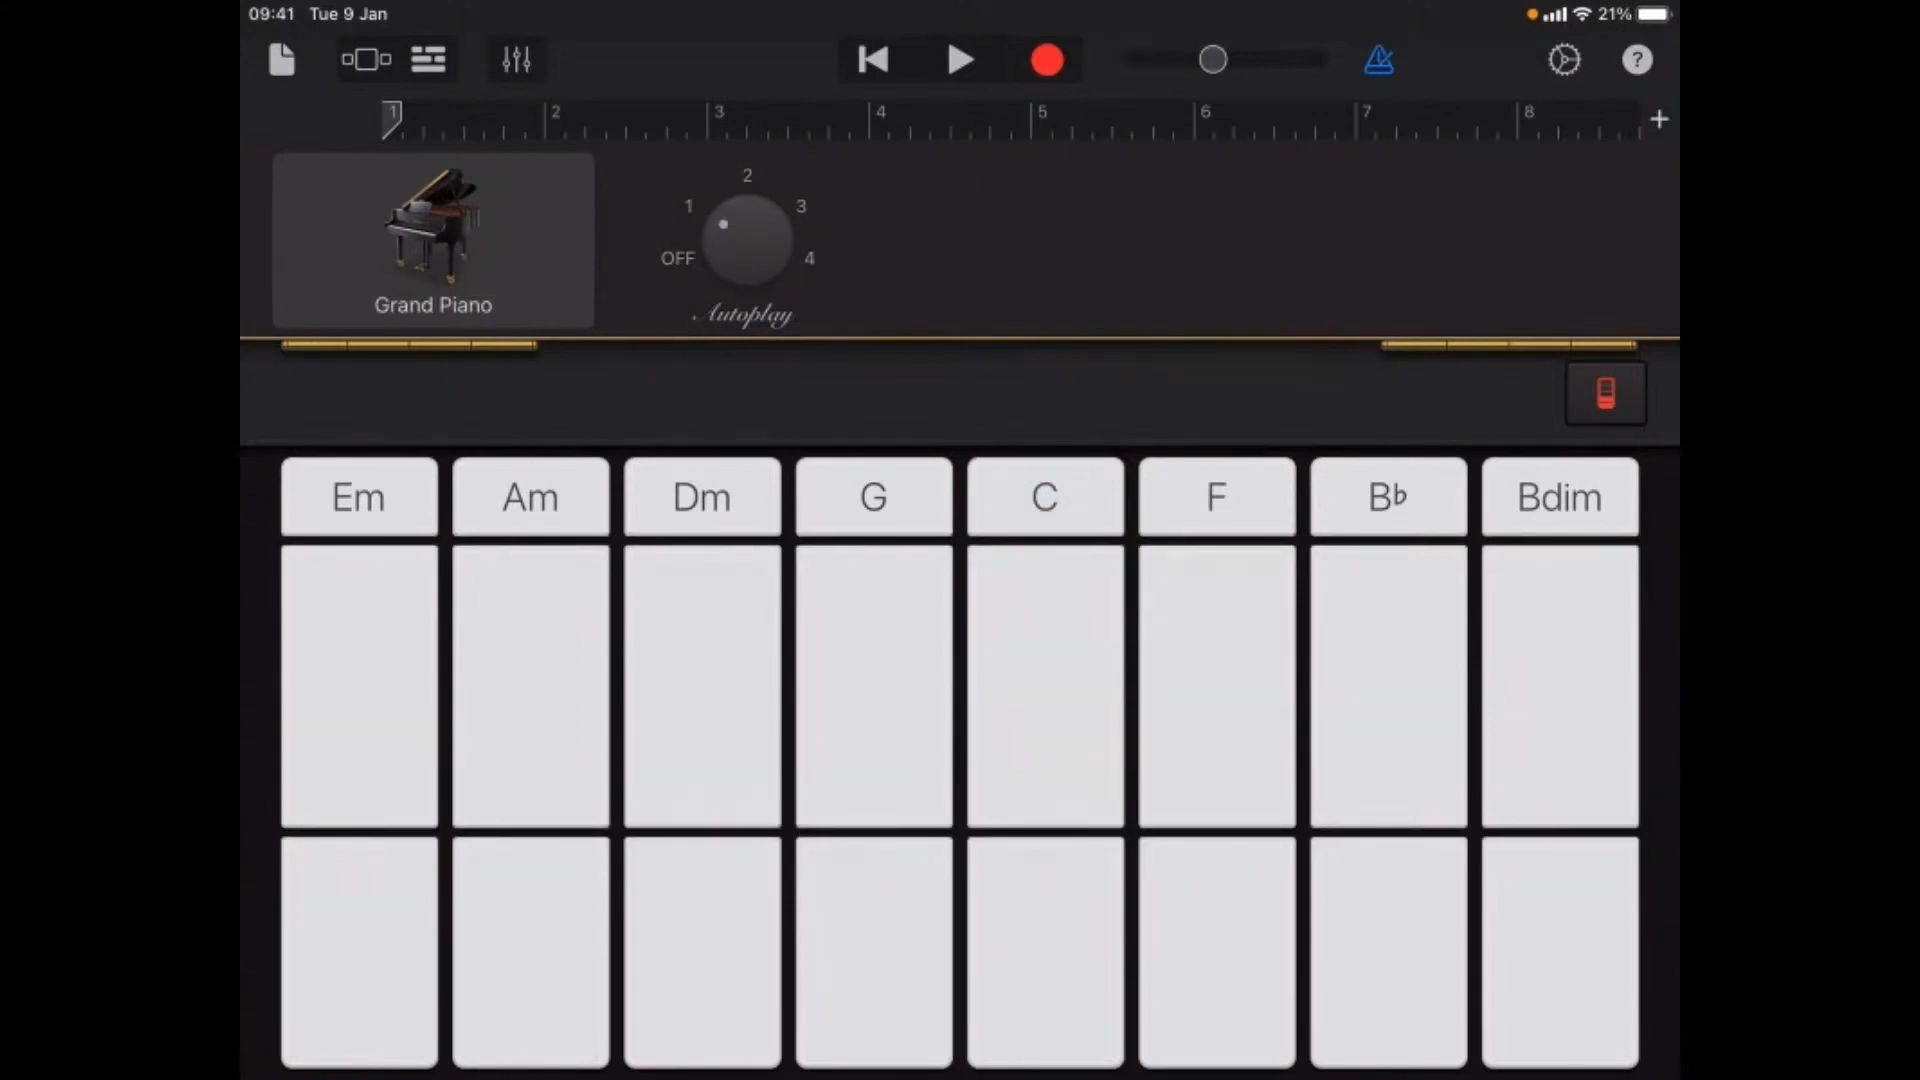 09:41 Tue 9 Jan 21%
?
1 2 3 4 5 6 7 8 +
2
1 3
OFF 4
Grand Piano
Autoplay
Em Am Dm G C F B♭ Bdim